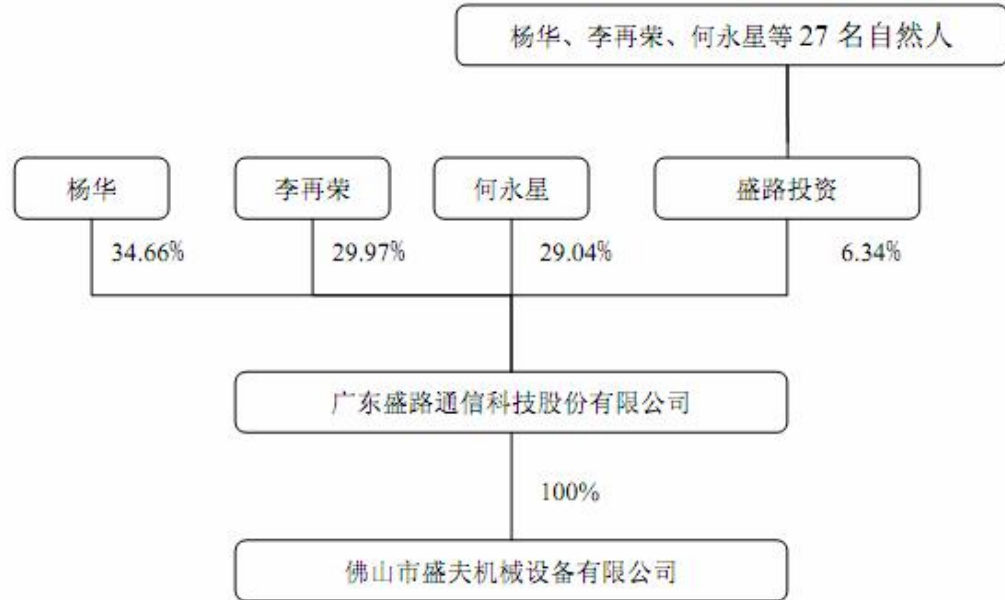 杨华、李再荣、何永星等 27 名自然人
杨华
李再荣
何永星
盛路投资
34.66%
29.97%
29.04%
6.34%
广东盛路通信科技股份有限公司
100%
佛山市盛夫机械设备有限公司